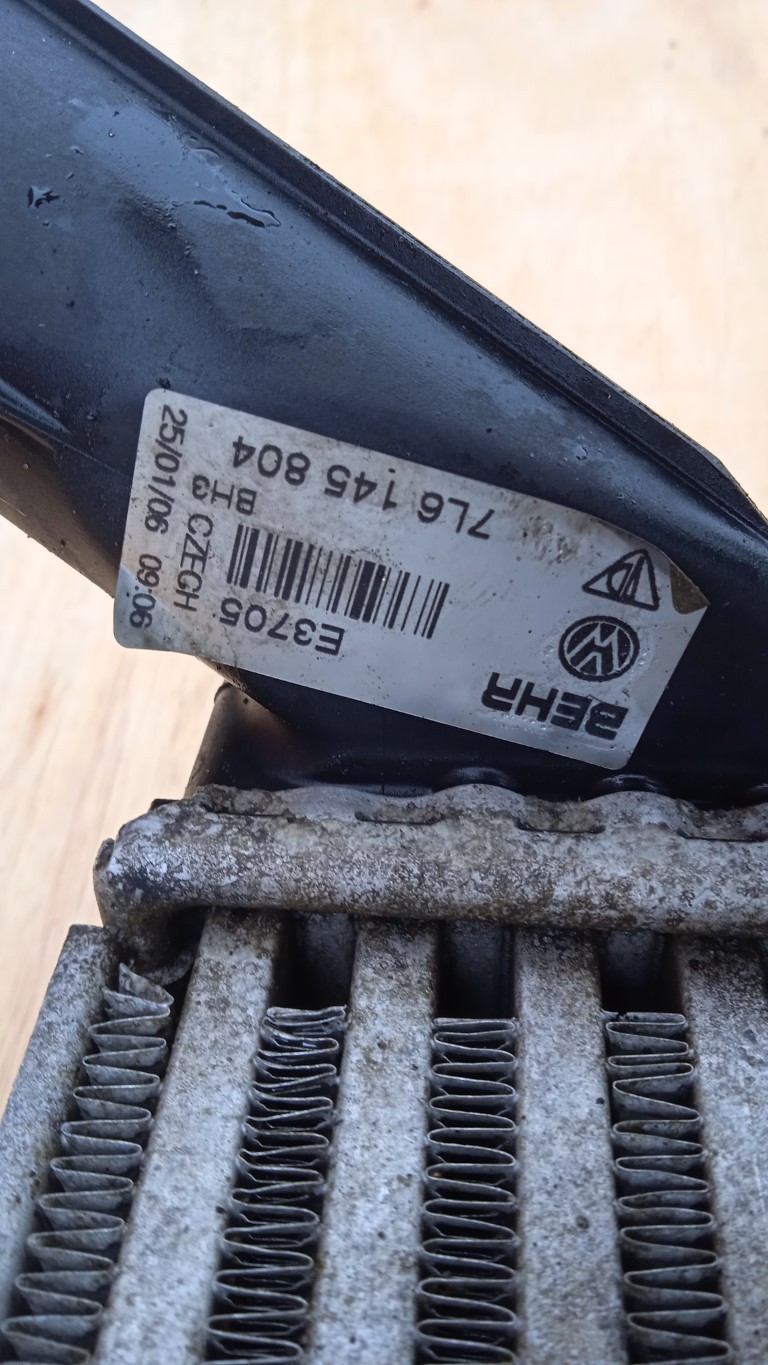 BEHR
E3705
7L6 145 804
BH3
CZECH
25/01/06 09:06